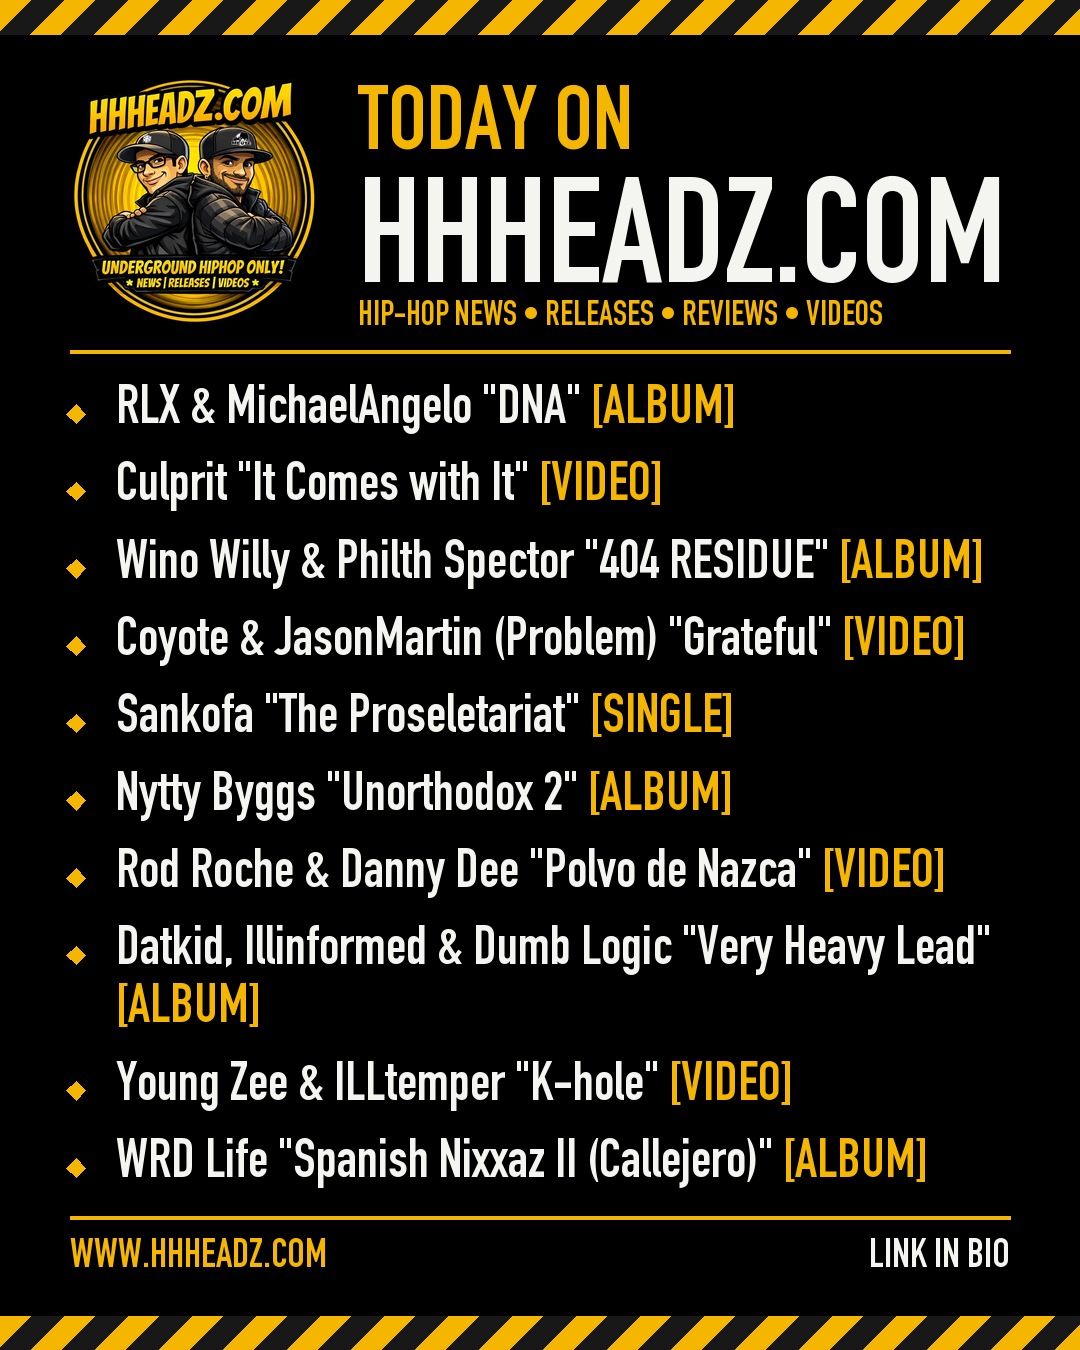 HHHEADZ.COM
UNDERGROUND HIPHOP ONLY!
★ NEWS | RELEASES | VIDEOS ★
TODAY ON
HHHEADZ.COM
HIP-HOP NEWS • RELEASES • REVIEWS • VIDEOS
RLX & MichaelAngelo "DNA" [ALBUM]
Culprit "It Comes with It" [VIDEO]
Wino Willy & Philth Spector "404 RESIDUE" [ALBUM]
Coyote & JasonMartin (Problem) "Grateful" [VIDEO]
Sankofa "The Proseletariat" [SINGLE]
Nytty Byggs "Unorthodox 2" [ALBUM]
Rod Roche & Danny Dee "Polvo de Nazca" [VIDEO]
Datkid, Illinformed & Dumb Logic "Very Heavy Lead"
[ALBUM]
Young Zee & ILLtemper "K-hole" [VIDEO]
WRD Life "Spanish Nixxaz II (Callejero)" [ALBUM]
WWW.HHHEADZ.COM
LINK IN BIO